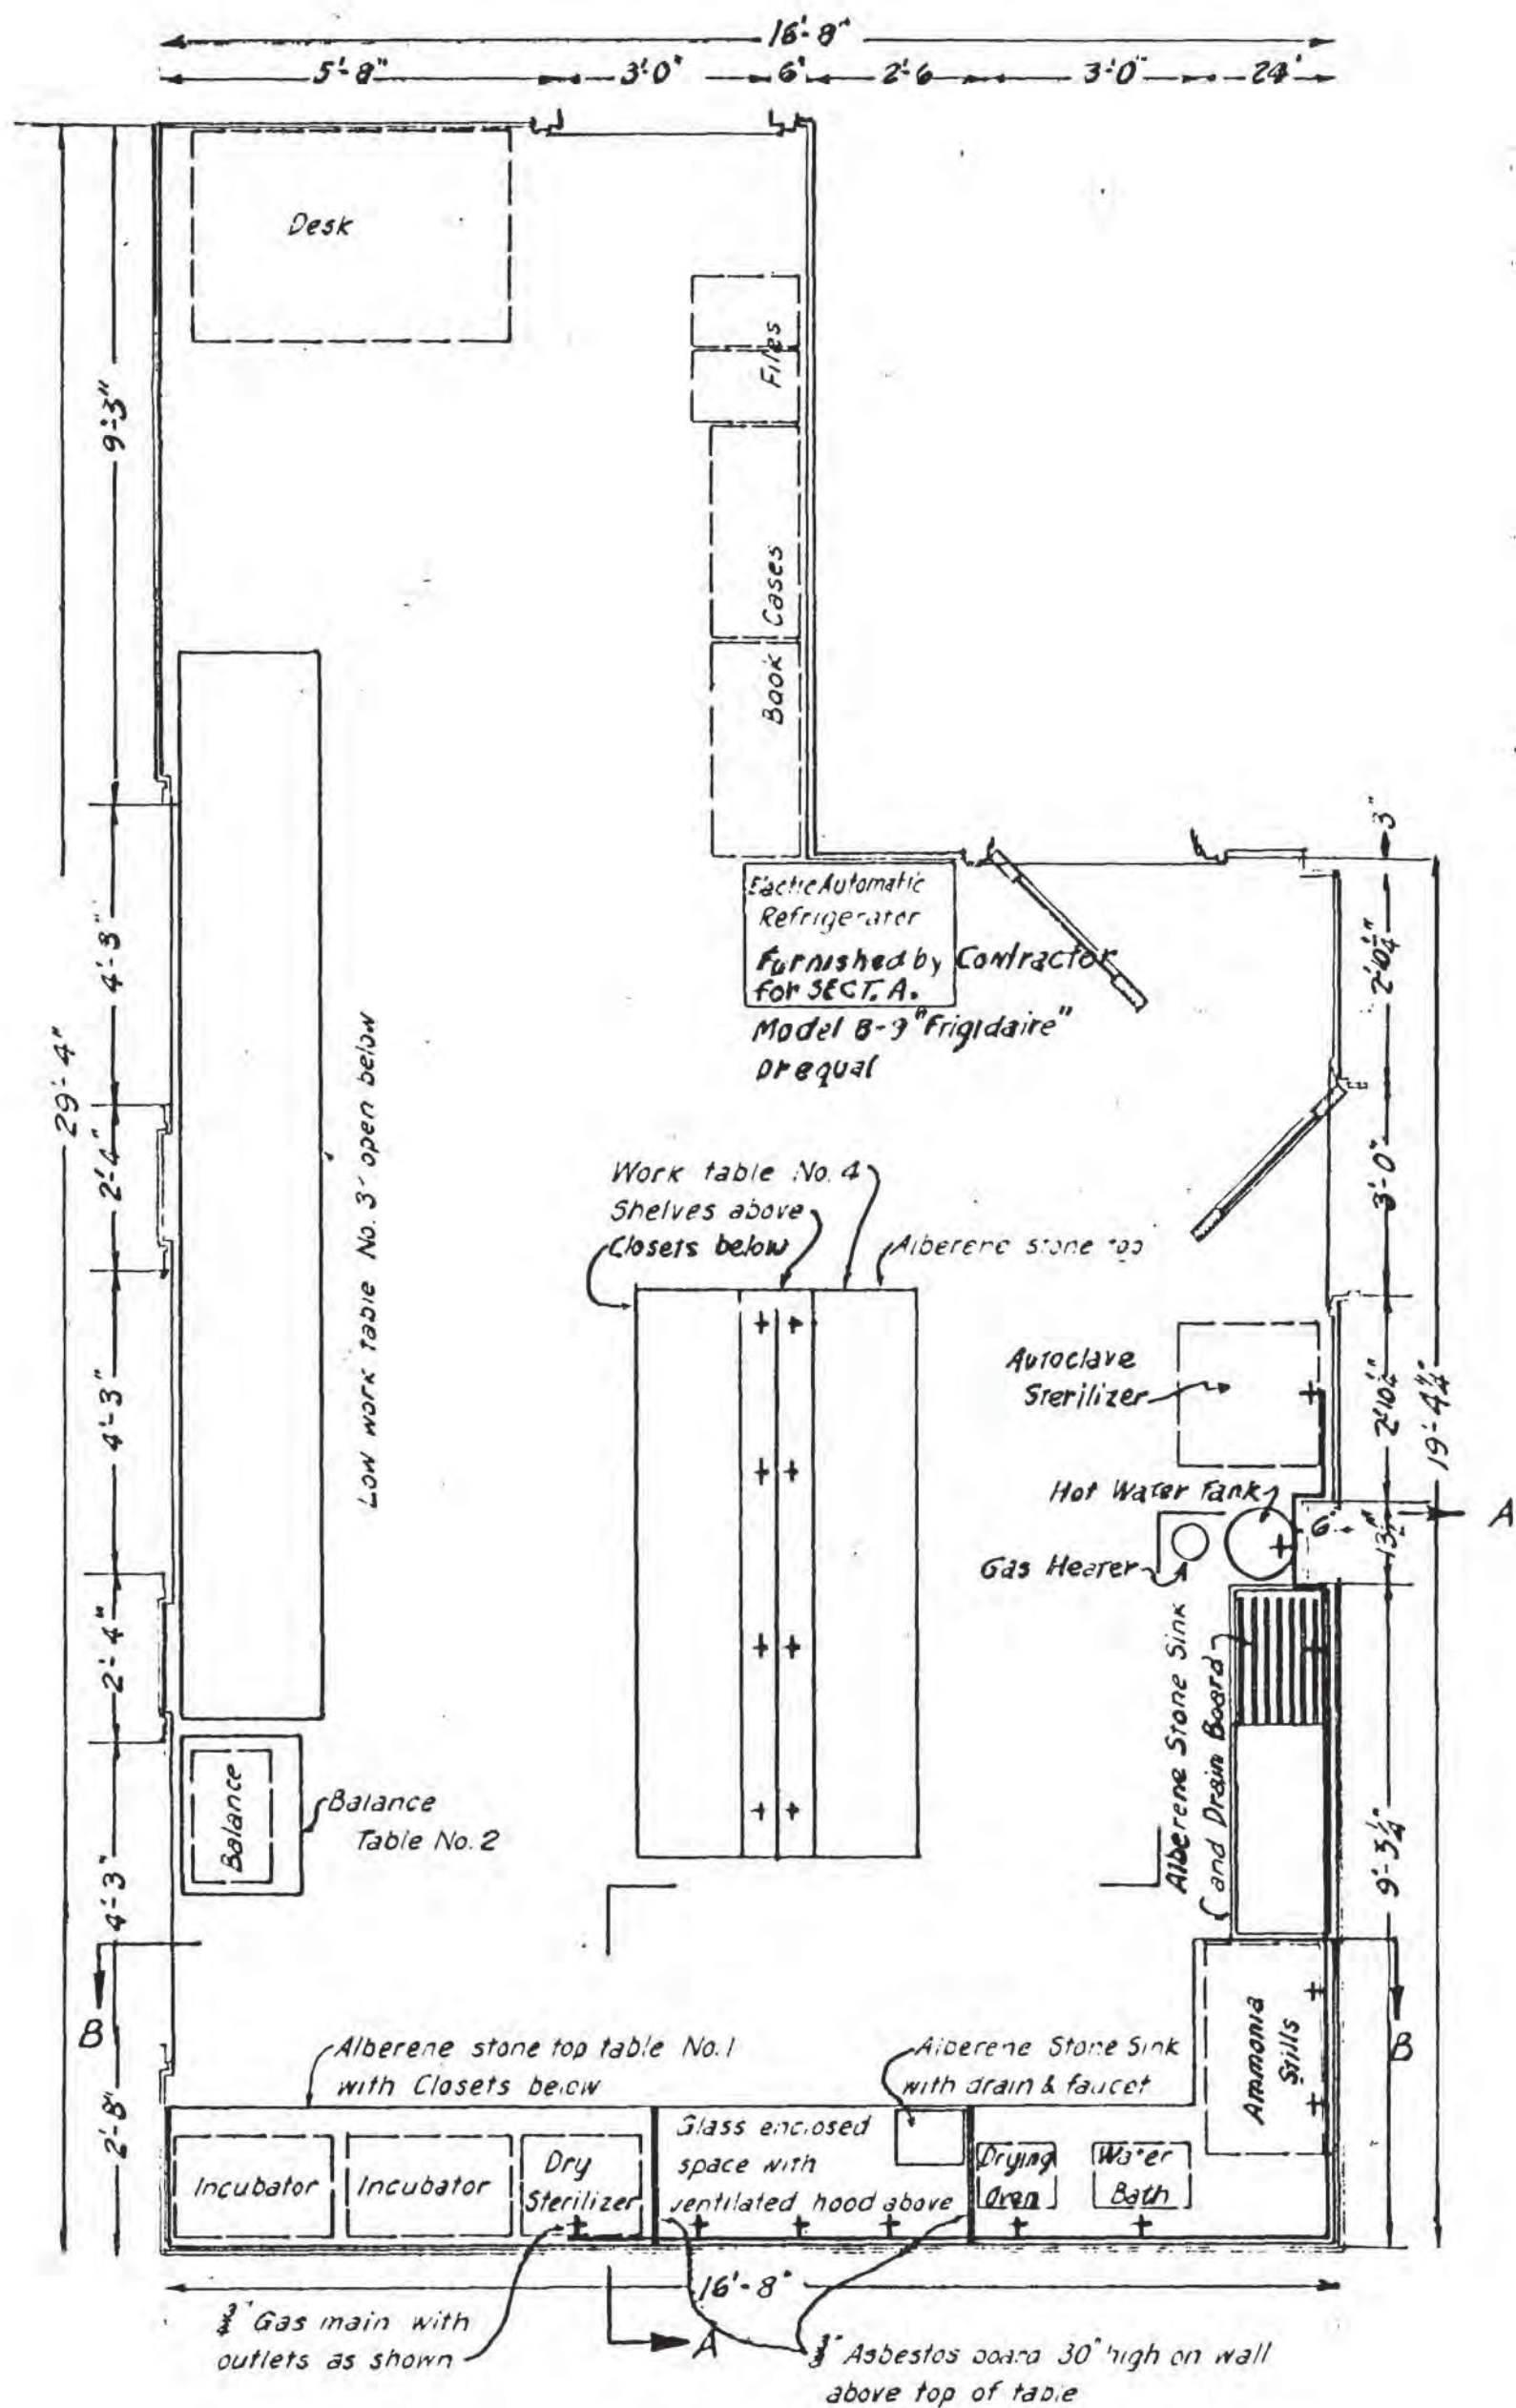 16'-8"
5'-8"
3'-0"
6"
2'-6
3'-0"
24"
Desk
9'-3"
Files
Book Cases
3"
Electic Automatic
Refrigerator
Furnished by Contractor
for SECT. A.
Model B-9 "Frigidaire"
or equal
2'-10¼"
4'-3"
29'-4"
2'-4"
Low work table No. 3' open below
3'-0"
Work table No. 4
Shelves above
Closets below
Alberene stone top
4'-3"
Autoclave
Sterilizer
2'-10¼"
19'-4¼"
Hot Water Tank
6"
13½"
A
Gas Heater
2'-4"
Alberene Stone Sink
and Drain Board
Balance
Balance
Table No. 2
4'-3"
9'-3¼"
B
B
Ammonia
Stills
Alberene stone top table No. 1
with Closets below
Alberene Stone Sink
with drain & faucet
2'-8"
Incubator
Incubator
Dry
Sterilizer
Glass enclosed
space with
ventilated hood above
Drying
Oven
Water
Bath
16'-8"
Gas main with
outlets as shown
A
Asbestos board 30" high on wall
above top of table